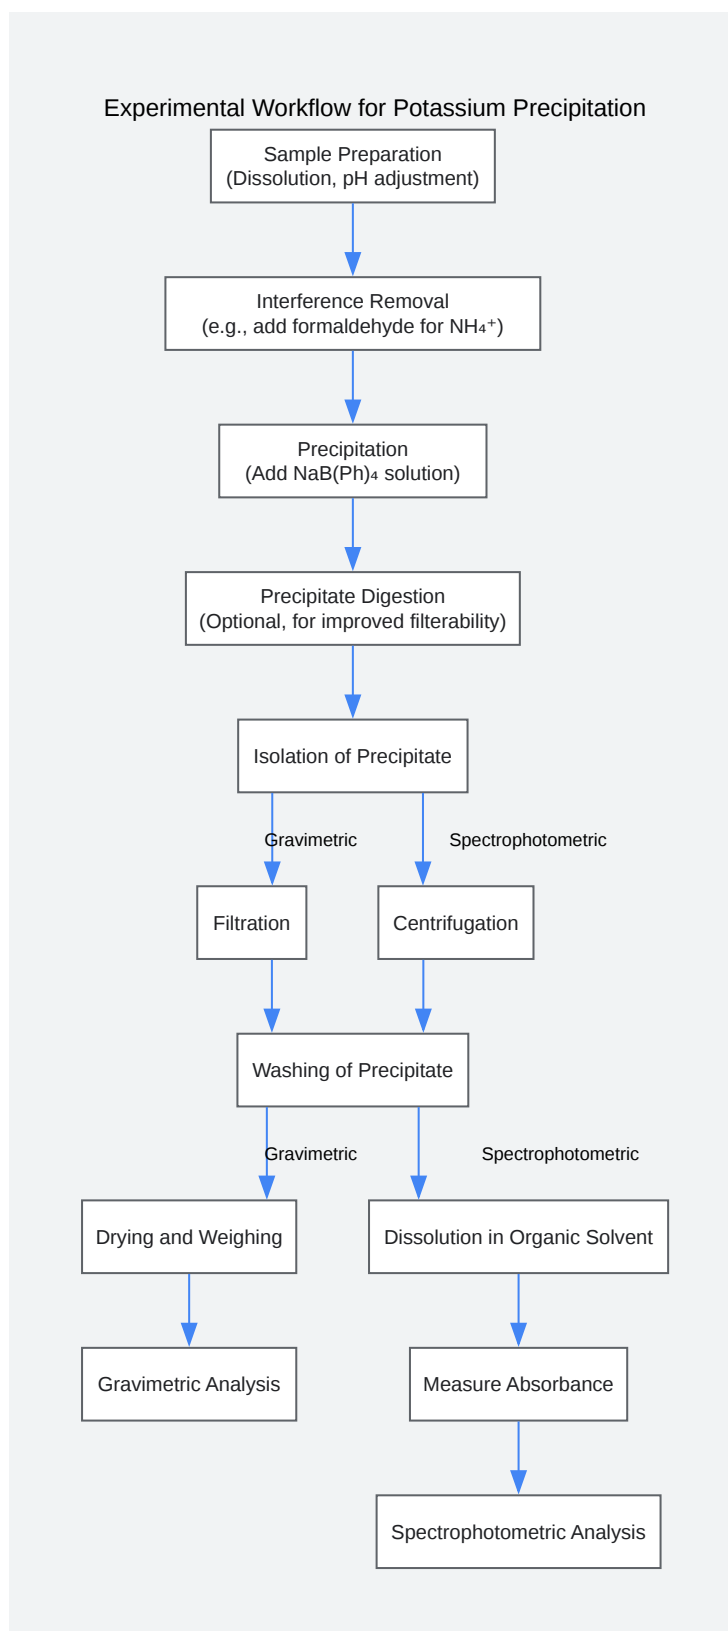 Experimental Workflow for Potassium Precipitation
Sample Preparation
(Dissolution, pH adjustment)
Interference Removal
(e.g., add formaldehyde for NH₄⁺)
Precipitation
(Add NaB(Ph)₄ solution)
Precipitate Digestion
(Optional, for improved filterability)
Isolation of Precipitate
Gravimetric
Spectrophotometric
Filtration
Centrifugation
Washing of Precipitate
Gravimetric
Spectrophotometric
Drying and Weighing
Dissolution in Organic Solvent
Gravimetric Analysis
Measure Absorbance
Spectrophotometric Analysis